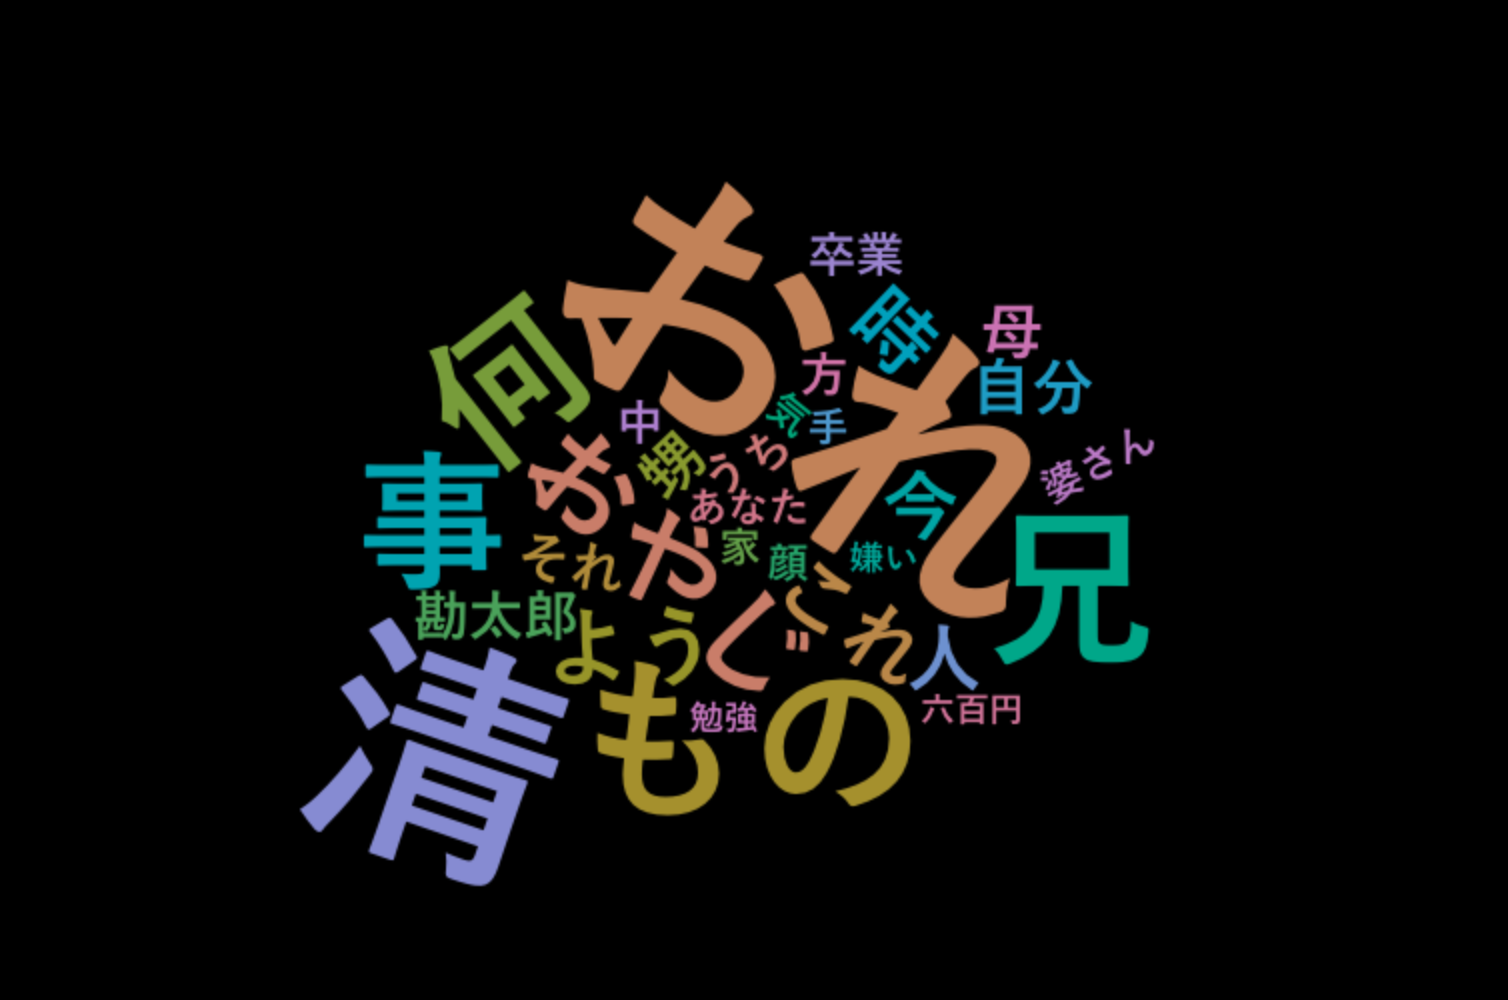 おれ
卒業
時
母
何
方
自分
中
気
手
うち
婆さん
甥
おやぐ
今
事
あなた
兄
それ
家
顔
嫌い
これ
勘太郎
よう
人
清
もの
勉強
六百円